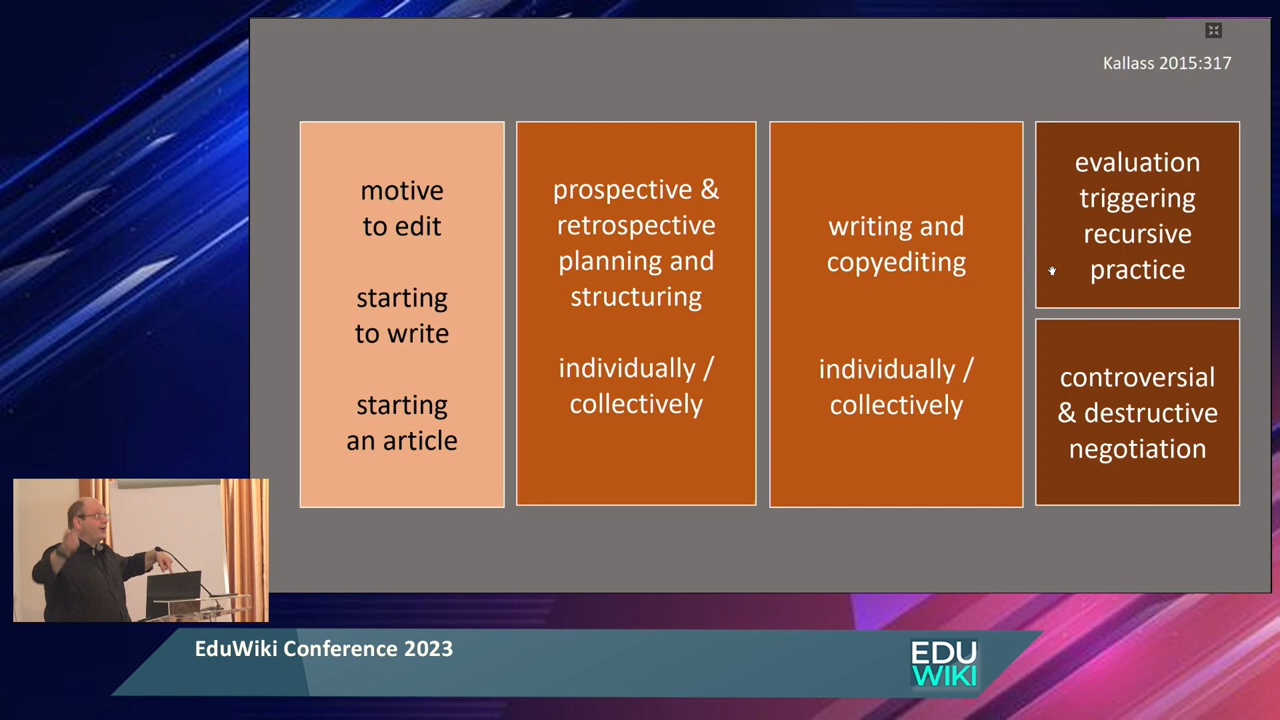 Kallass 2015:317
motive
to edit
starting
to write
starting
an article
prospective &
retrospective
planning and
structuring
individually /
collectively
writing and
copyediting
individually /
collectively
evaluation
triggering
recursive
practice
controversial
& destructive
negotiation
EduWiki Conference 2023
EDU
WIKI